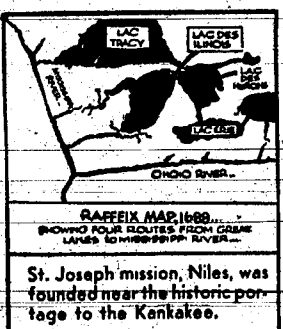 LAC
TRACY
LAC DES
ILINOIS
MISSISSIPPI
RIVER
LAC
DES
HURONS
LAC ERIE
OHOIO RIVER...
RAFFEIX MAP, 1688...
SHOWING FOUR ROUTES FROM GREAT
LAKES TO MISSISSIPPI RIVER...
St. Joseph mission, Niles, was
founded near the historic por-
tage to the Kankakee.